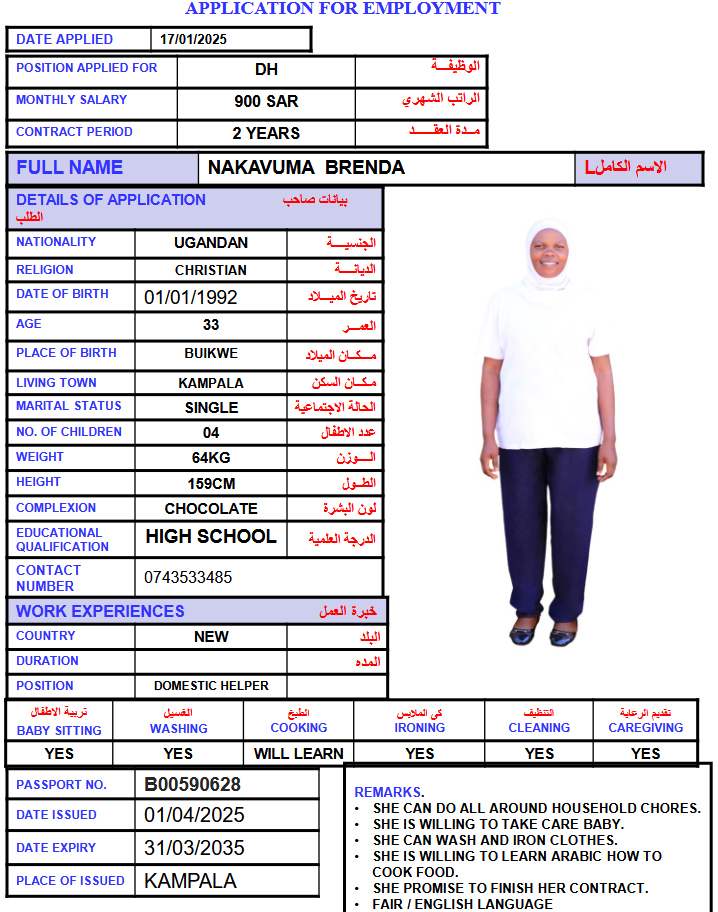 APPLICATION FOR EMPLOYMENT
DATE APPLIED 17/01/2025
POSITION APPLIED FOR DH الوظيفـــة
MONTHLY SALARY 900 SAR الراتب الشهري
CONTRACT PERIOD 2 YEARS مـدة العقـــد
FULL NAME NAKAVUMA BRENDA الاسم الكاملL
DETAILS OF APPLICATION بيانات صاحب
الطلب
NATIONALITY UGANDAN الجنسيـــة
RELIGION CHRISTIAN الديانـــة
DATE OF BIRTH 01/01/1992 تاريخ الميــلاد
AGE 33 العمــر
PLACE OF BIRTH BUIKWE مـكــان الميلاد
LIVING TOWN KAMPALA مكــان السكن
MARITAL STATUS SINGLE الحالة الاجتماعية
NO. OF CHILDREN 04 عدد الاطفال
WEIGHT 64KG الـــوزن
HEIGHT 159CM الطــول
COMPLEXION CHOCOLATE لون البشرة
EDUCATIONAL QUALIFICATION HIGH SCHOOL الدرجة العلمية
CONTACT NUMBER 0743533485
WORK EXPERIENCES خبرة العمل
COUNTRY NEW البلد
DURATION المده
POSITION DOMESTIC HELPER
تربية الاطفال الغسيل الطبخ كى الملابس التنظيف تقديم الرعاية
BABY SITTING WASHING COOKING IRONING CLEANING CAREGIVING
YES YES WILL LEARN YES YES YES
PASSPORT NO. B00590628
DATE ISSUED 01/04/2025
DATE EXPIRY 31/03/2035
PLACE OF ISSUED KAMPALA
REMARKS.
• SHE CAN DO ALL AROUND HOUSEHOLD CHORES.
• SHE IS WILLING TO TAKE CARE BABY.
• SHE CAN WASH AND IRON CLOTHES.
• SHE IS WILLING TO LEARN ARABIC HOW TO
COOK FOOD.
• SHE PROMISE TO FINISH HER CONTRACT.
• FAIR / ENGLISH LANGUAGE